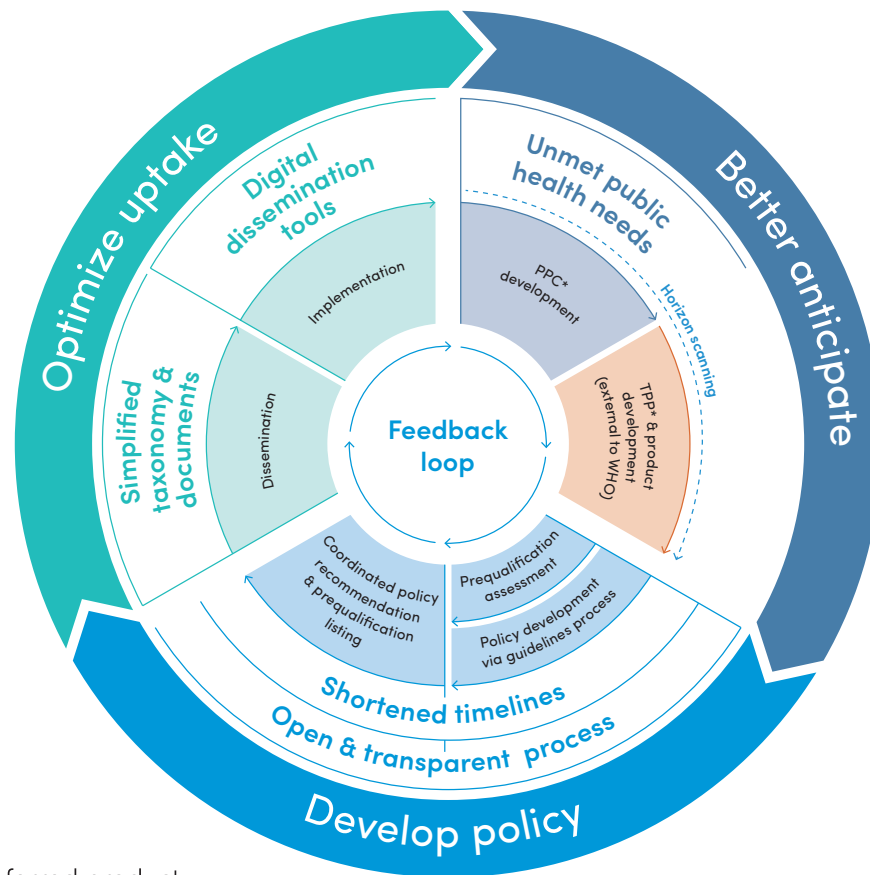 Optimize uptake
Better anticipate
Develop policy
Digital
dissemination
tools
Unmet public
health needs
Implementation
PPC*
development
Horizon scanning
Simplified
taxonomy &
documents
Dissemination
Feedback
loop
TPP* & product
development
(external to WHO)
Coordinated policy
recommendation
& prequalification
listing
Prequalification
assessment
Policy development
via guidelines process
Shortened timelines
Open & transparent process